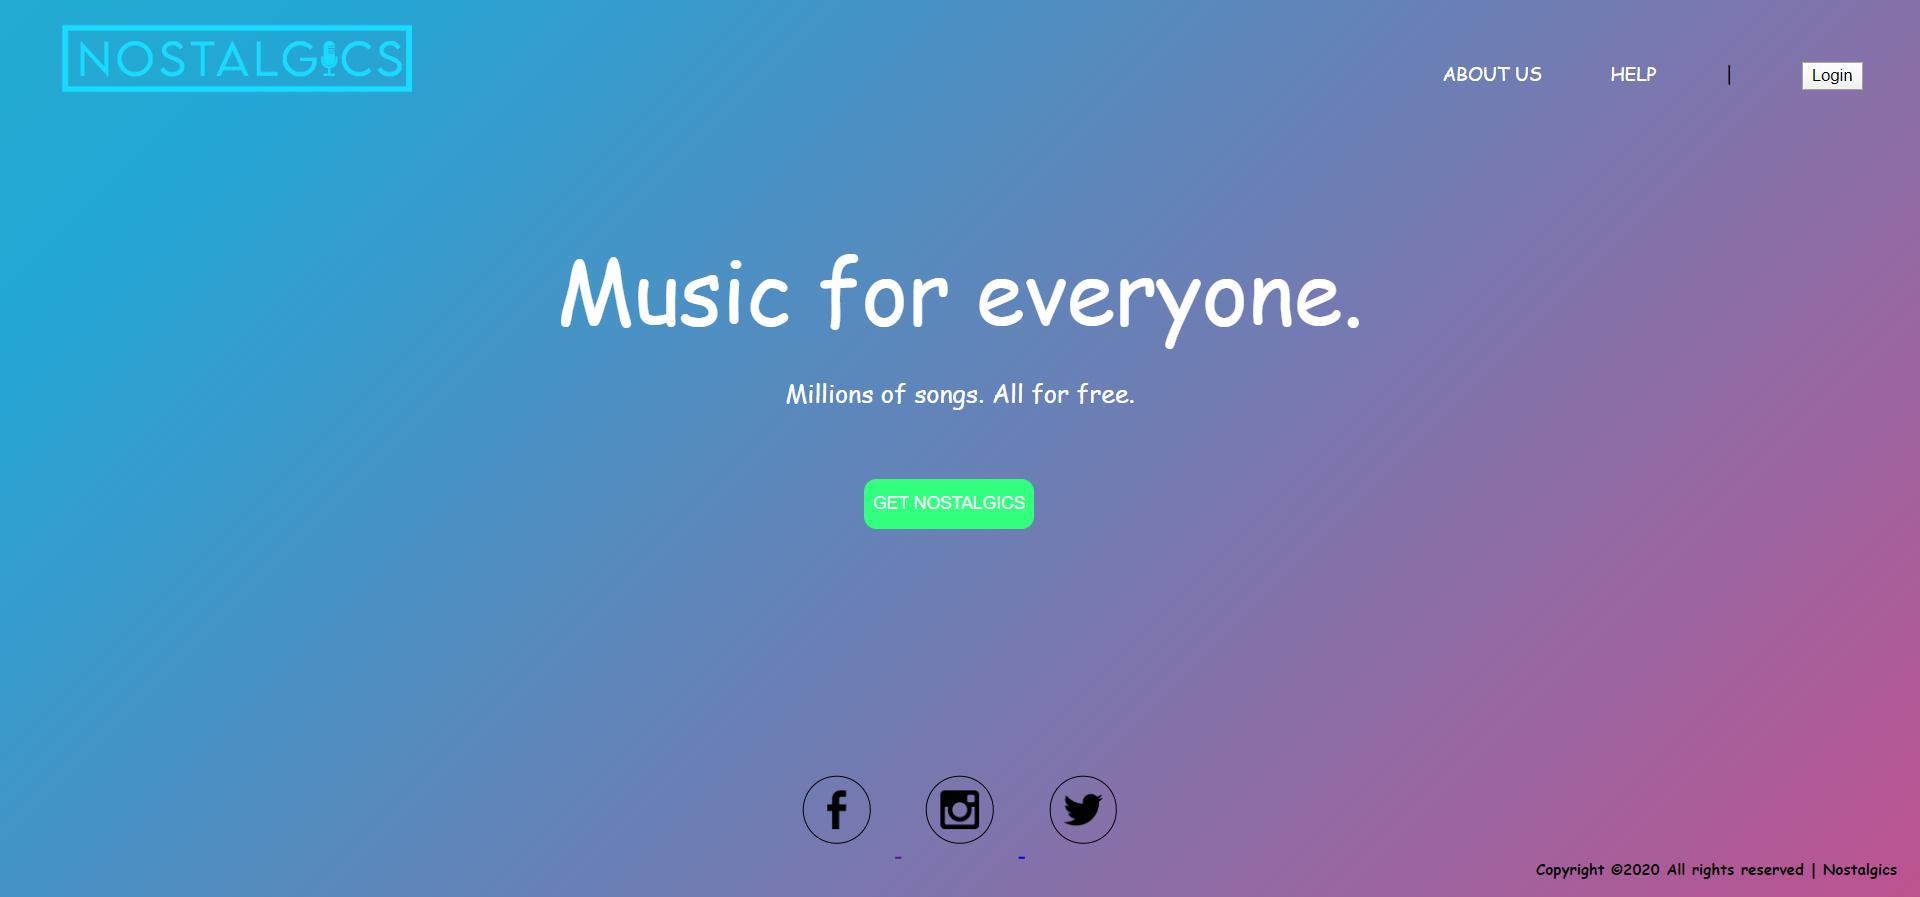 NOSTALGICS
ABOUT US HELP | Login
Music for everyone.
Millions of songs. All for free.
GET NOSTALGICS
Copyright ©2020 All rights reserved | Nostalgics